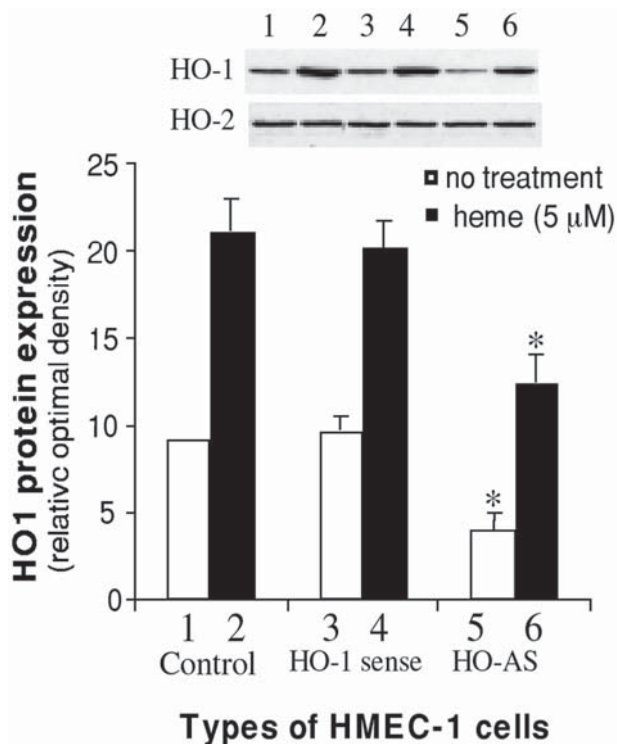 1 2 3 4 5 6
HO-1
HO-2
25
20
15
10
5
0
HO1 protein expression
(relativc optimal density)
no treatment
heme (5 μM)
*
*
1 2 3 4 5 6
Control HO-1 sense HO-AS
Types of HMEC-1 cells